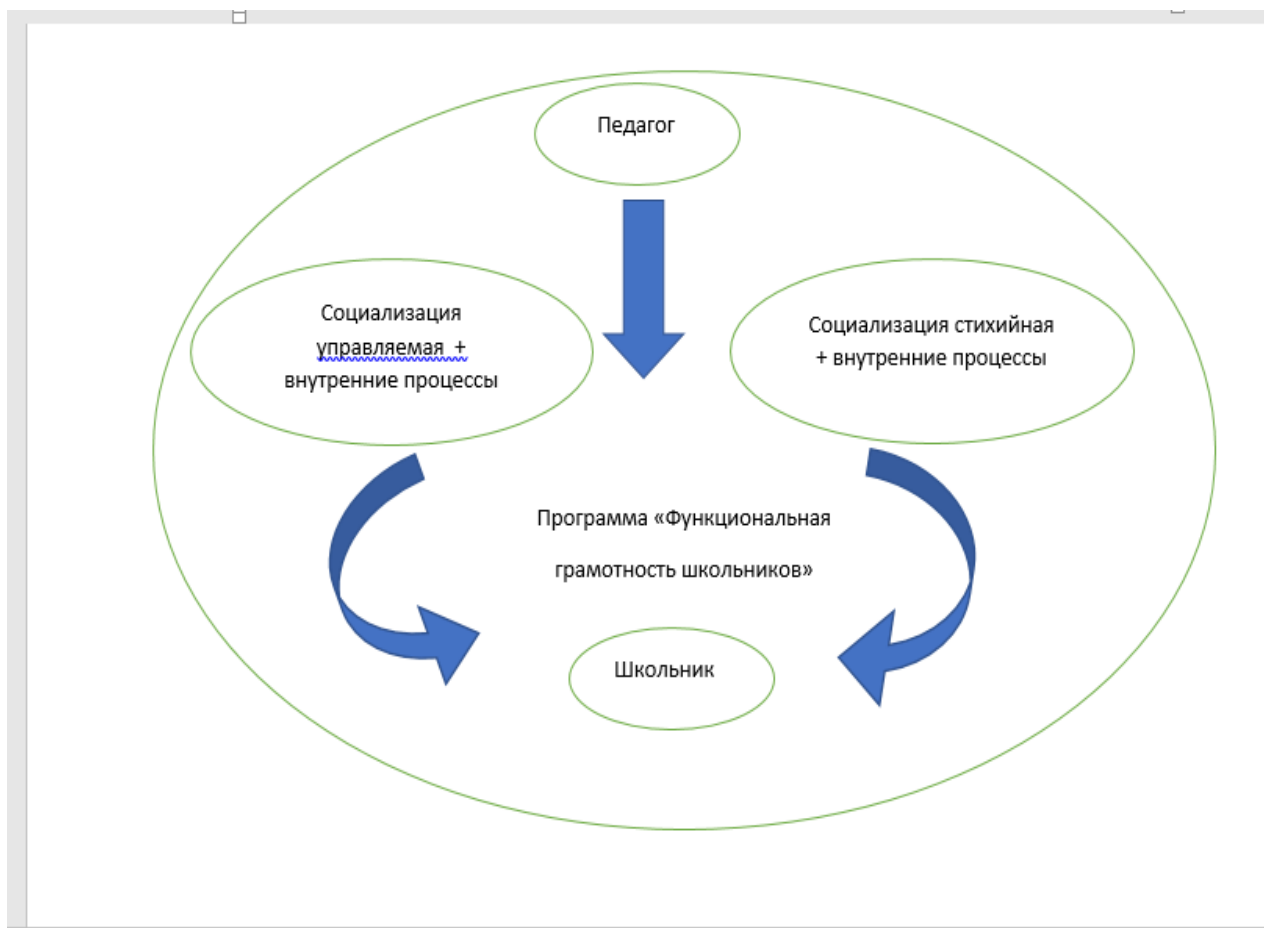 Педагог
Социализация
управляемая  +
внутренние процессы
Социализация стихийная
+ внутренние процессы
Программа «Функциональная
грамотность школьников»
Школьник